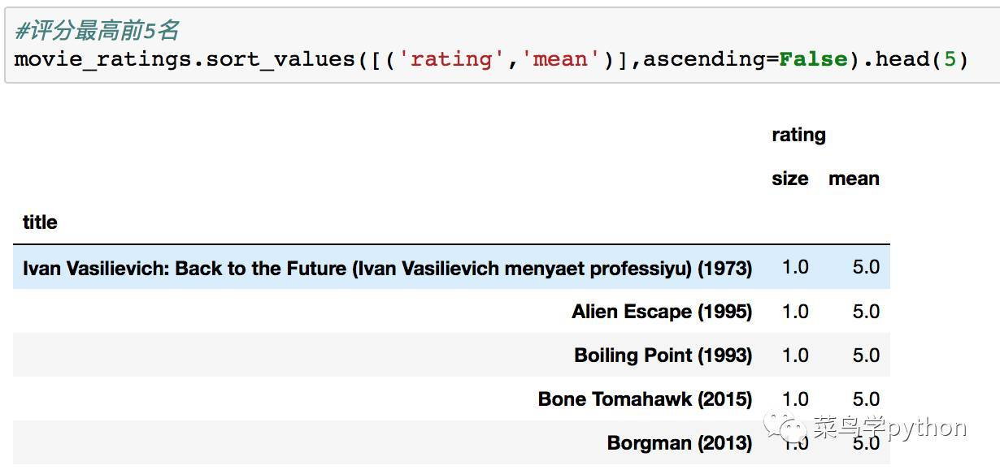 #评分最高前5名
movie_ratings.sort_values([('rating','mean')],ascending=False).head(5)
rating
size mean
title
Ivan Vasilievich: Back to the Future (Ivan Vasilievich menyaet professiyu) (1973) 1.0 5.0
Alien Escape (1995) 1.0 5.0
Boiling Point (1993) 1.0 5.0
Bone Tomahawk (2015) 1.0 5.0
Borgman (2013) 1.0 5.0
菜鸟学python